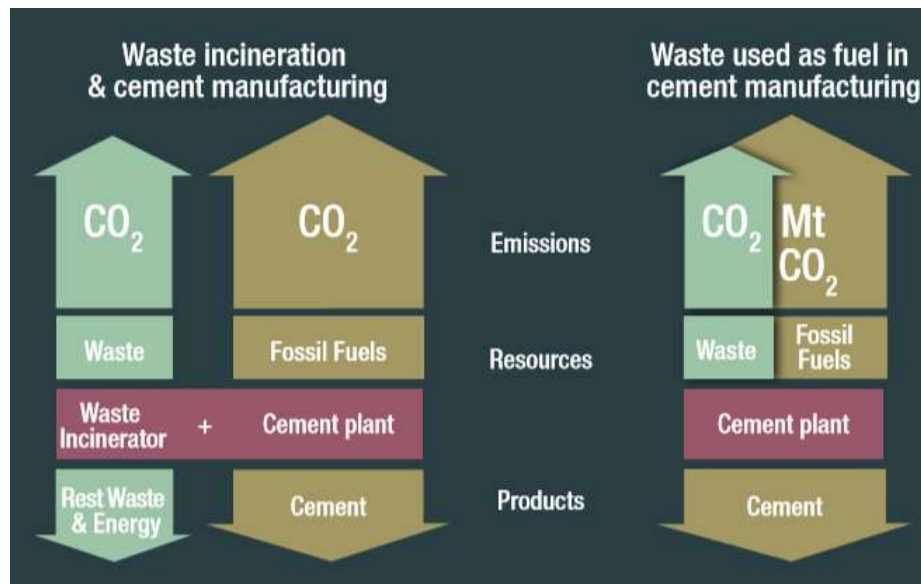 Waste incineration
& cement manufacturing
Waste used as fuel in
cement manufacturing
CO2
CO2
Emissions
CO2
Mt
CO2
Waste
Fossil Fuels
Resources
Waste
Fossil
Fuels
Waste
Incinerator
+
Cement plant
Cement plant
Rest Waste
& Energy
Cement
Products
Cement